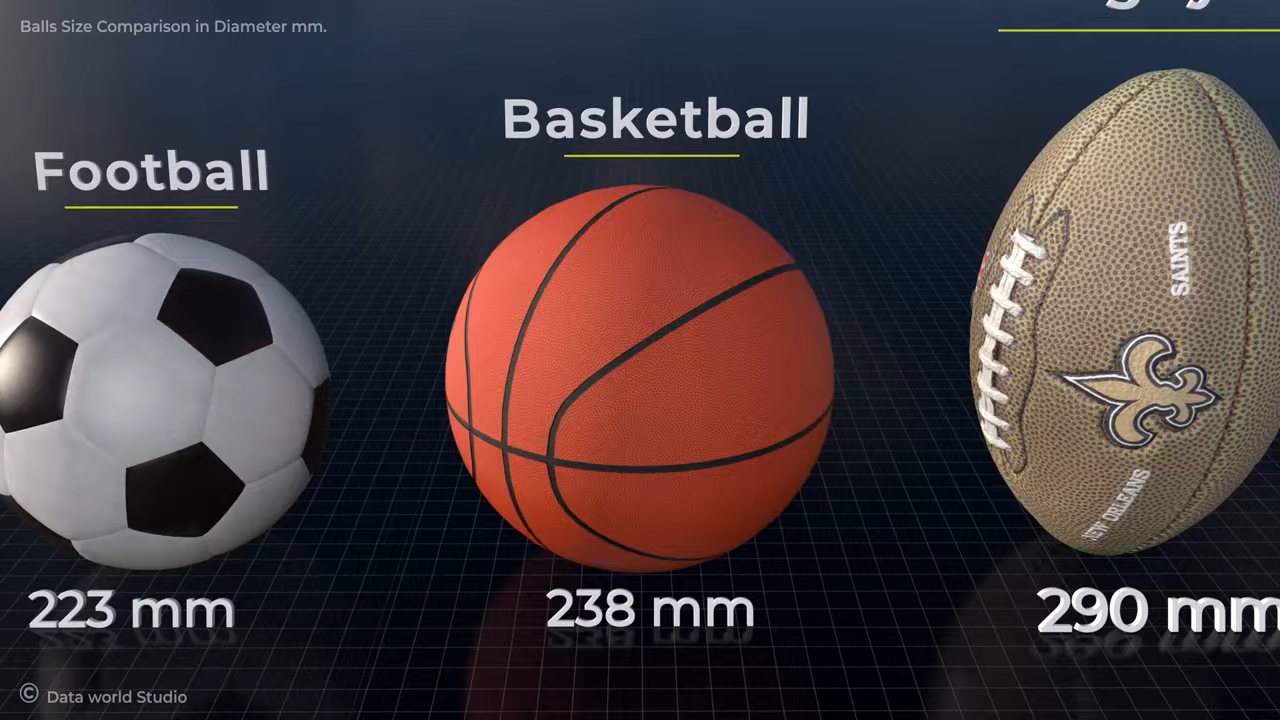 Balls Size Comparison in Diameter mm.
Football
Basketball
SAINTS
NEW ORLEANS
223 mm
238 mm
290 mm
© Data world Studio